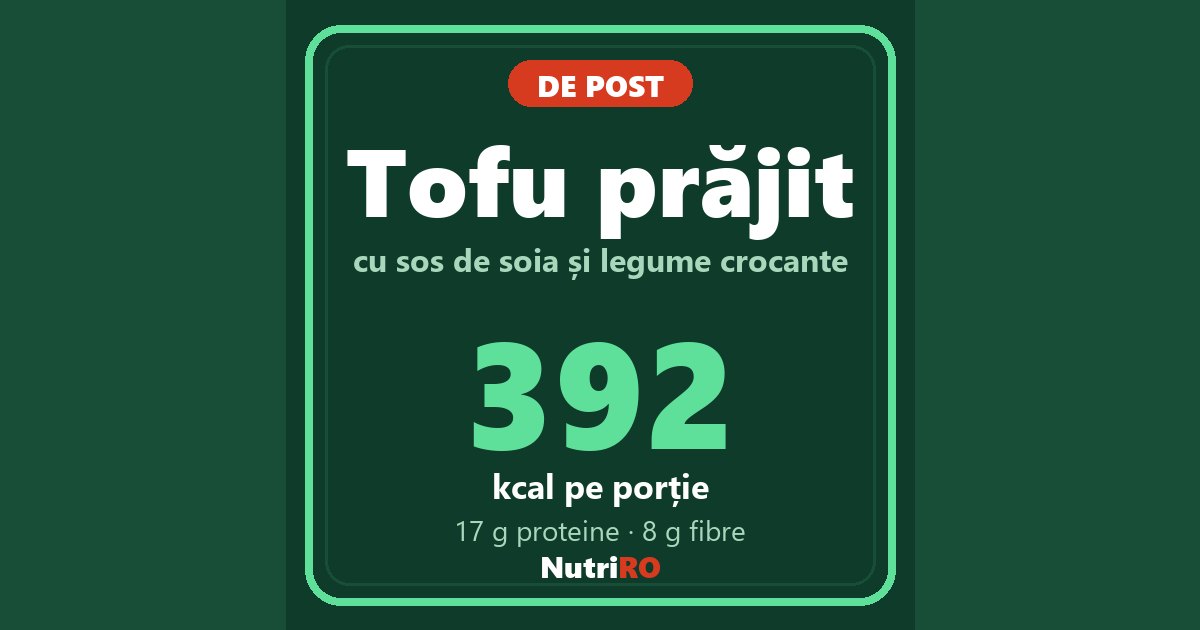 DE POST
Tofu prăjit
cu sos de soia și legume crocante
392
kcal pe porție
17 g proteine · 8 g fibre
NutriRO